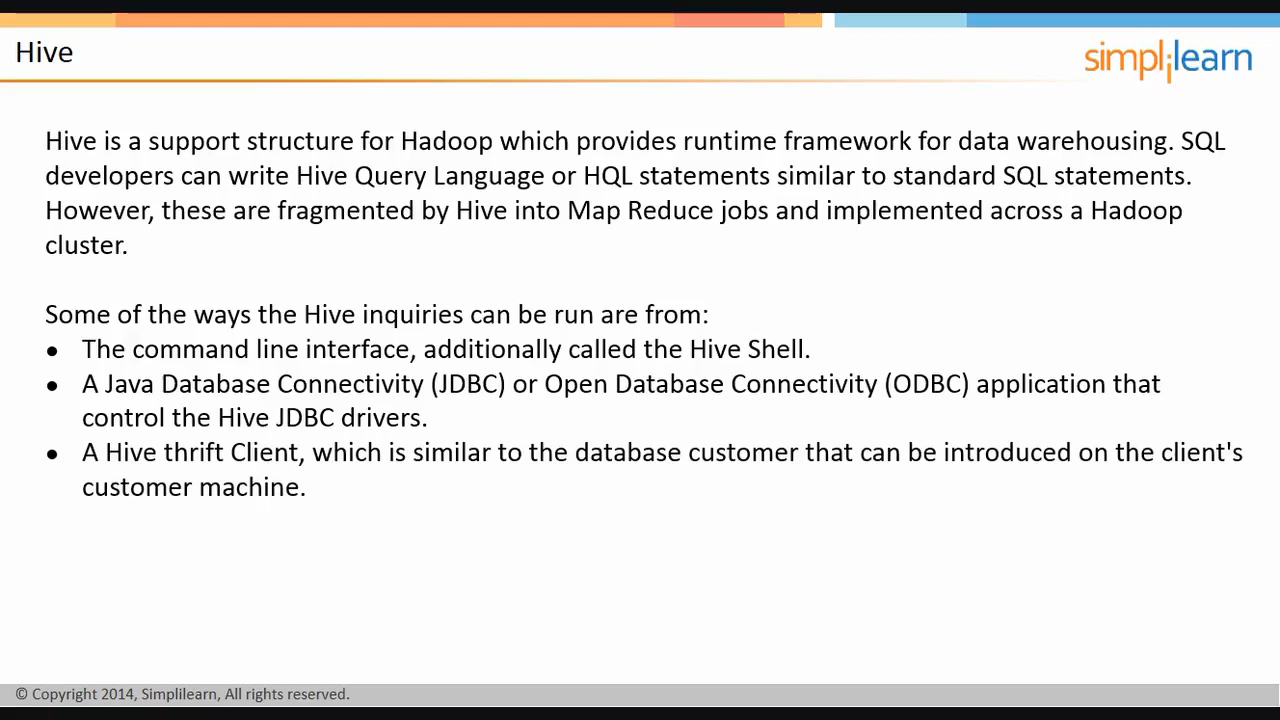 Hive
simplilearn
Hive is a support structure for Hadoop which provides runtime framework for data warehousing. SQL
developers can write Hive Query Language or HQL statements similar to standard SQL statements.
However, these are fragmented by Hive into Map Reduce jobs and implemented across a Hadoop
cluster.
Some of the ways the Hive inquiries can be run are from:
● The command line interface, additionally called the Hive Shell.
● A Java Database Connectivity (JDBC) or Open Database Connectivity (ODBC) application that
control the Hive JDBC drivers.
● A Hive thrift Client, which is similar to the database customer that can be introduced on the client's
customer machine.
© Copyright 2014, Simplilearn, All rights reserved.